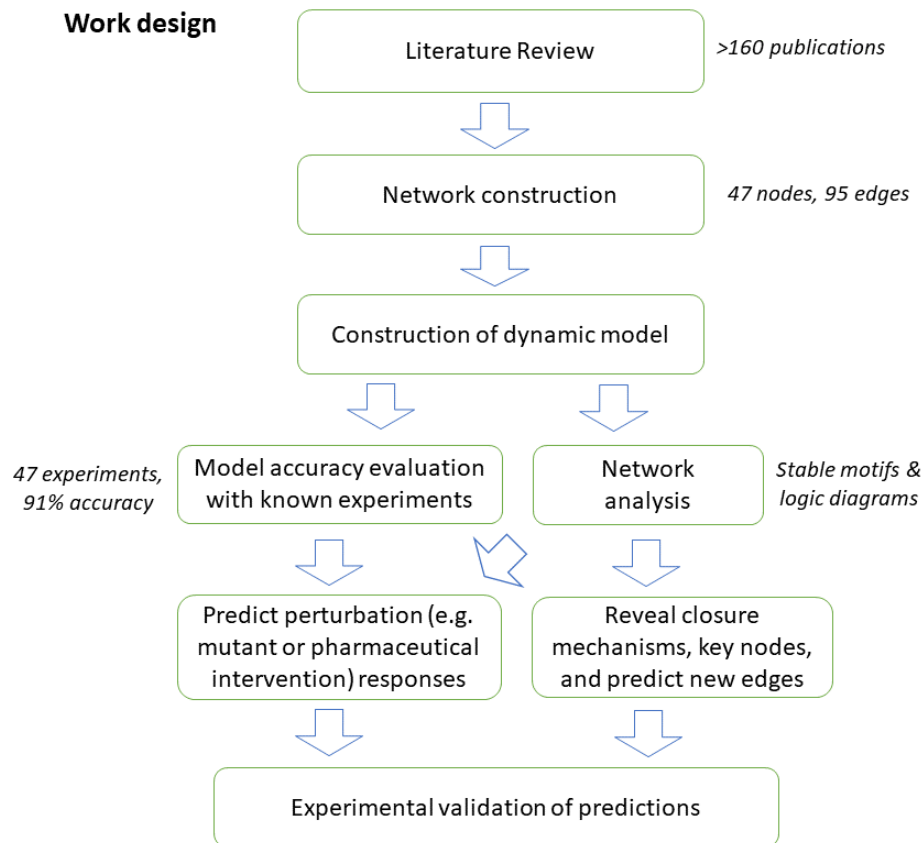 Work design
Literature Review
>160 publications
Network construction
47 nodes, 95 edges
Construction of dynamic model
47 experiments,
91% accuracy
Model accuracy evaluation
with known experiments
Network
analysis
Stable motifs &
logic diagrams
Predict perturbation (e.g.
mutant or pharmaceutical
intervention) responses
Reveal closure
mechanisms, key nodes,
and predict new edges
Experimental validation of predictions